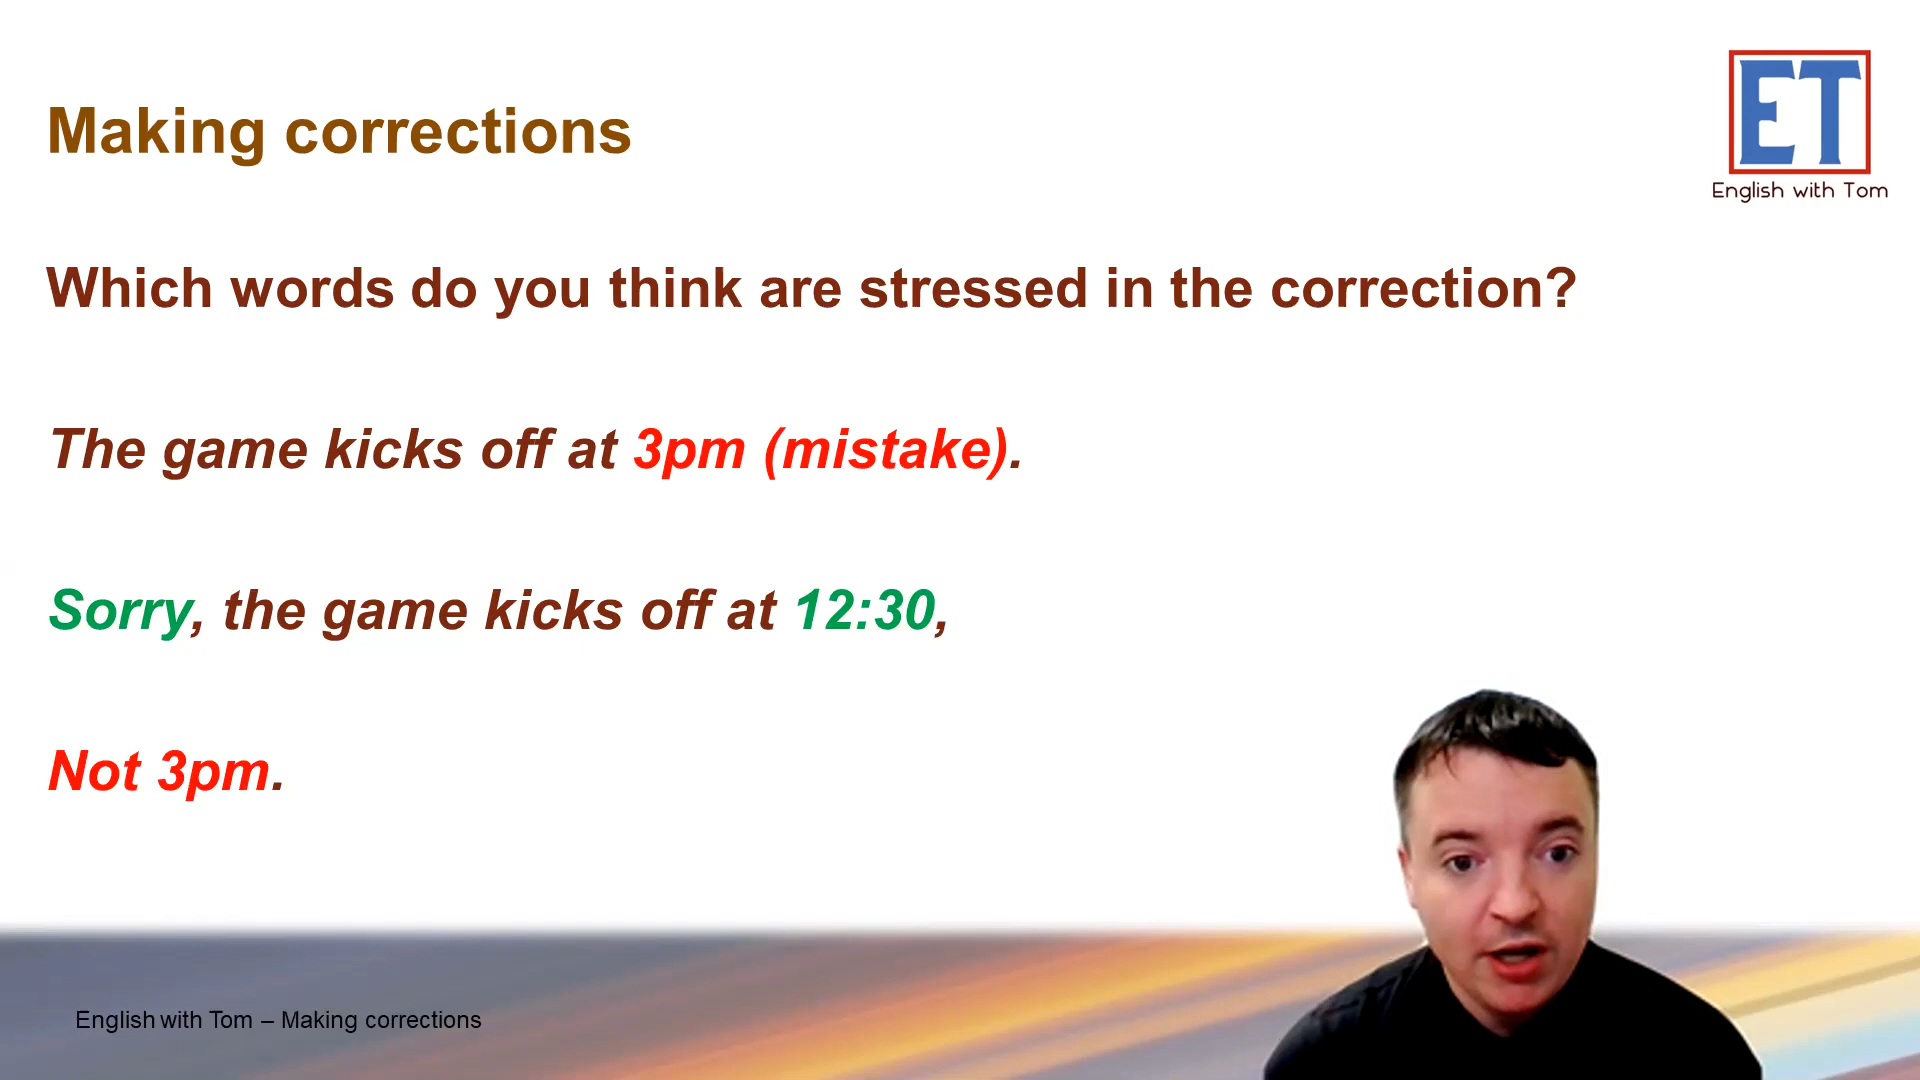 ET
English with Tom
Making corrections
Which words do you think are stressed in the correction?
The game kicks off at 3pm (mistake).
Sorry, the game kicks off at 12:30,
Not 3pm.
English with Tom – Making corrections